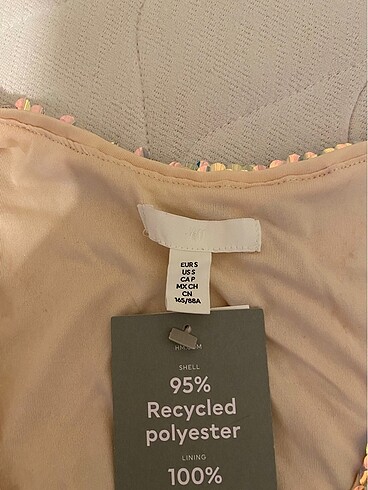 EUR S
US S
CA P
MX CH
CN
165/88A
SHELL
95%
Recycled
polyester
LINING
100%